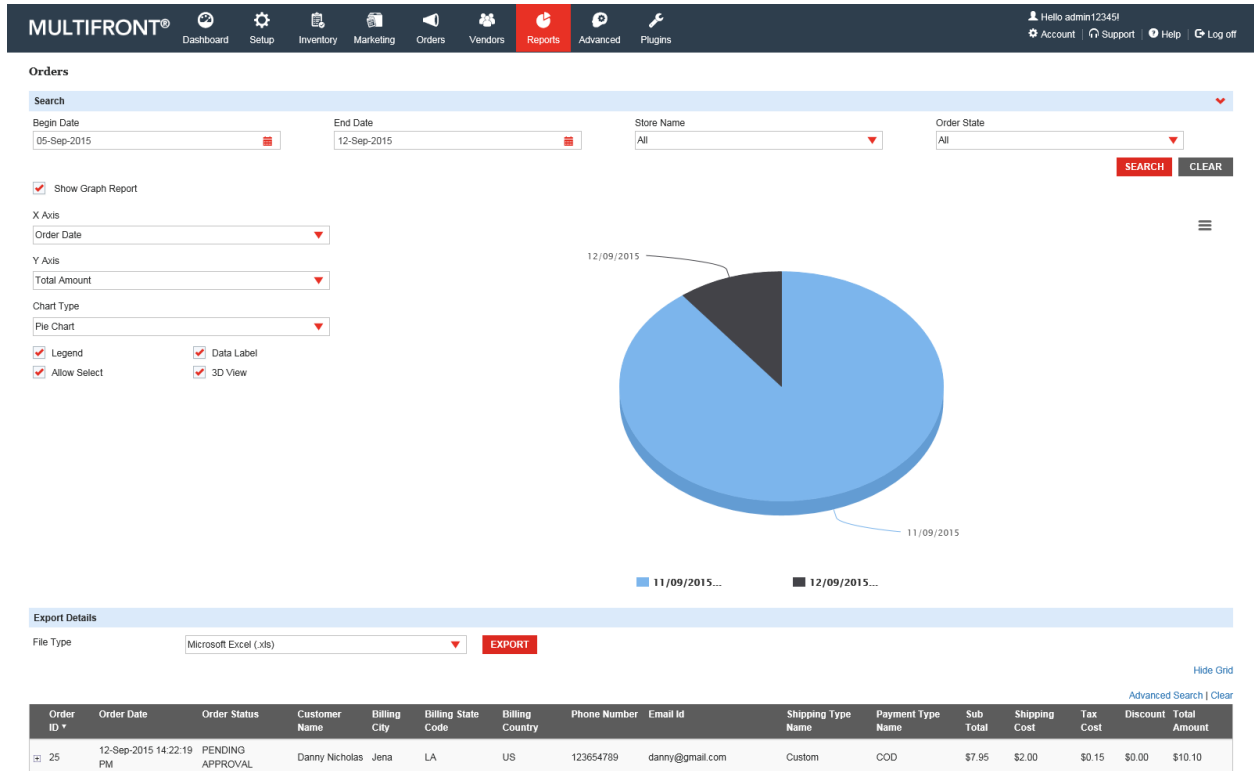 MULTIFRONT®
Dashboard Setup Inventory Marketing Orders Vendors Reports Advanced Plugins
Hello admin12345!
Account | Support | Help | Log off
Orders
Search
Begin Date End Date Store Name Order State
05-Sep-2015 12-Sep-2015 All All
SEARCH CLEAR
Show Graph Report
X Axis
Order Date
Y Axis
Total Amount
Chart Type
Pie Chart
Legend Data Label
Allow Select 3D View
12/09/2015
11/09/2015
11/09/2015... 12/09/2015...
Export Details
File Type Microsoft Excel (.xls) EXPORT
Hide Grid
Advanced Search | Clear
Order Order Date Order Status Customer Billing Billing State Billing Phone Number Email Id Shipping Type Payment Type Sub Shipping Tax Discount Total
ID Name City Code Country Name Name Total Cost Cost Amount
25 12-Sep-2015 14:22:19 PENDING Danny Nicholas Jena LA US 123654789 danny@gmail.com Custom COD $7.95 $2.00 $0.15 $0.00 $10.10
PM APPROVAL